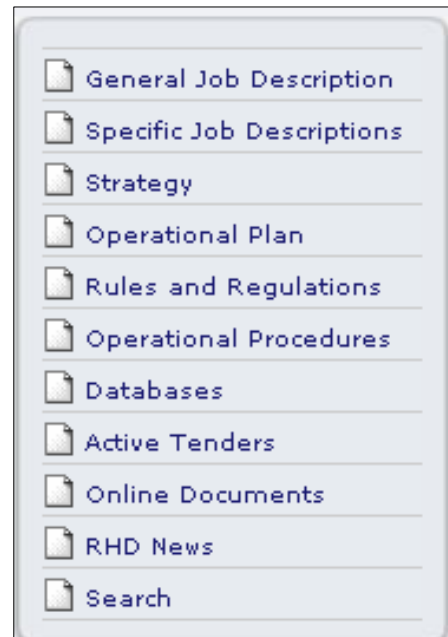 General Job Description
Specific Job Descriptions
Strategy
Operational Plan
Rules and Regulations
Operational Procedures
Databases
Active Tenders
Online Documents
RHD News
Search